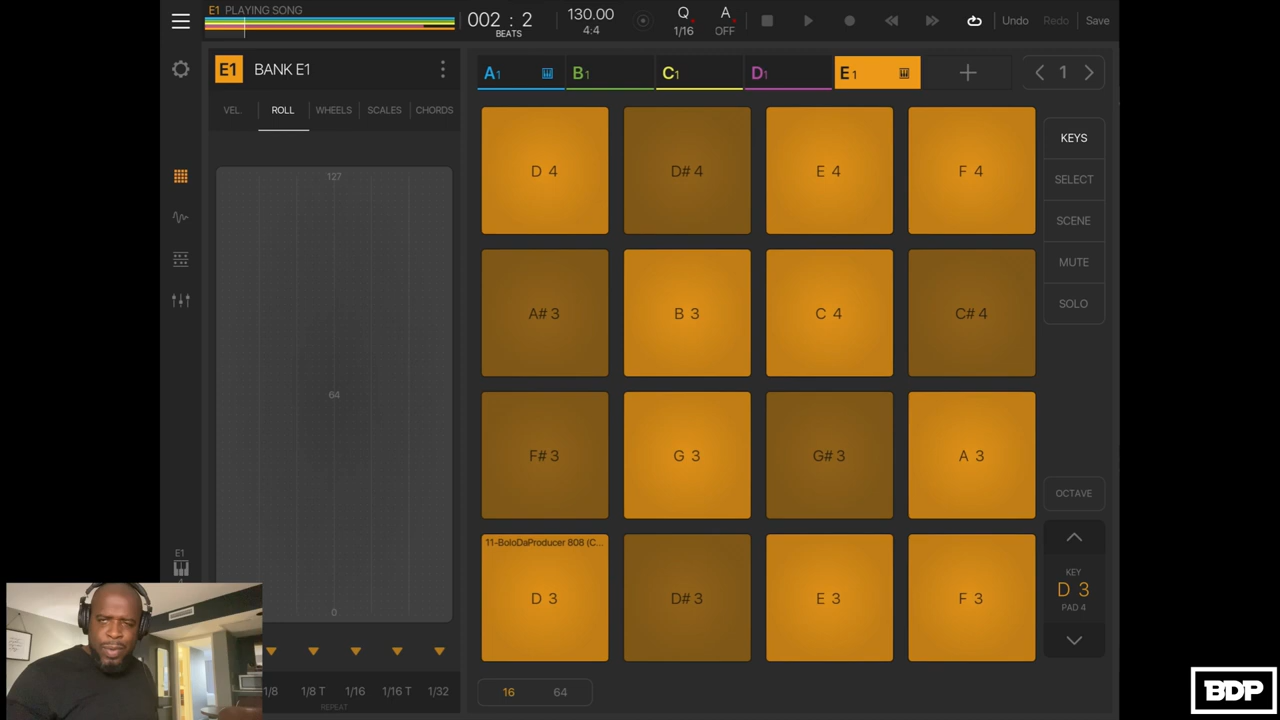 E1 PLAYING SONG
002 : 2
BEATS
130.00
4:4
Q
1/16
A
OFF
Undo
Redo
Save
E1
BANK E1
A1
B1
C1
D1
E1
1
VEL.
ROLL
WHEELS
SCALES
CHORDS
127
64
0
D 4
D# 4
E 4
F 4
A# 3
B 3
C 4
C# 4
F# 3
G 3
G# 3
A 3
11-BoloDaProducer 808 (C...
D 3
D# 3
E 3
F 3
KEYS
SELECT
SCENE
MUTE
SOLO
OCTAVE
KEY
D 3
PAD 4
E1
1/8
1/8 T
1/16
1/16 T
1/32
REPEAT
16
64
BDP